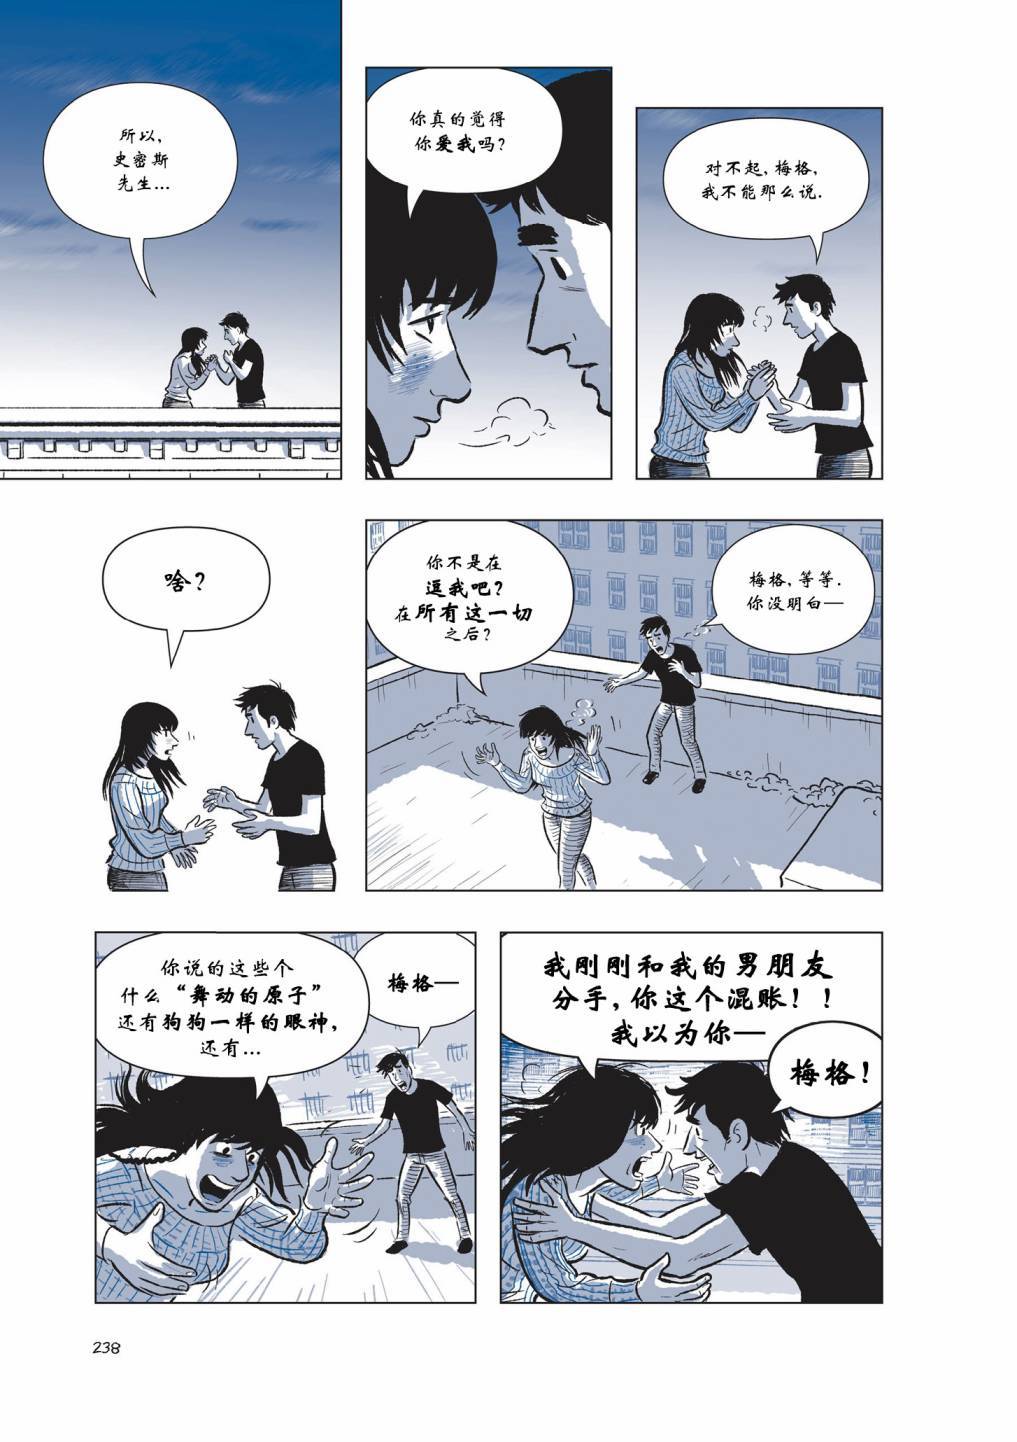 所以,
史密斯
先生...
你真的觉得
你爱我吗?
对不起,梅格,
我不能那么说.
啥?
你不是在
逗我吧?
在所有这一切
之后?
梅格,等等.
你没明白—
你说的这些个
什么“舞动的原子”
还有狗狗一样的眼神,
还有...
梅格—
我刚刚和我的男朋友
分手,你这个混账!!
我以为你—
梅格!
238